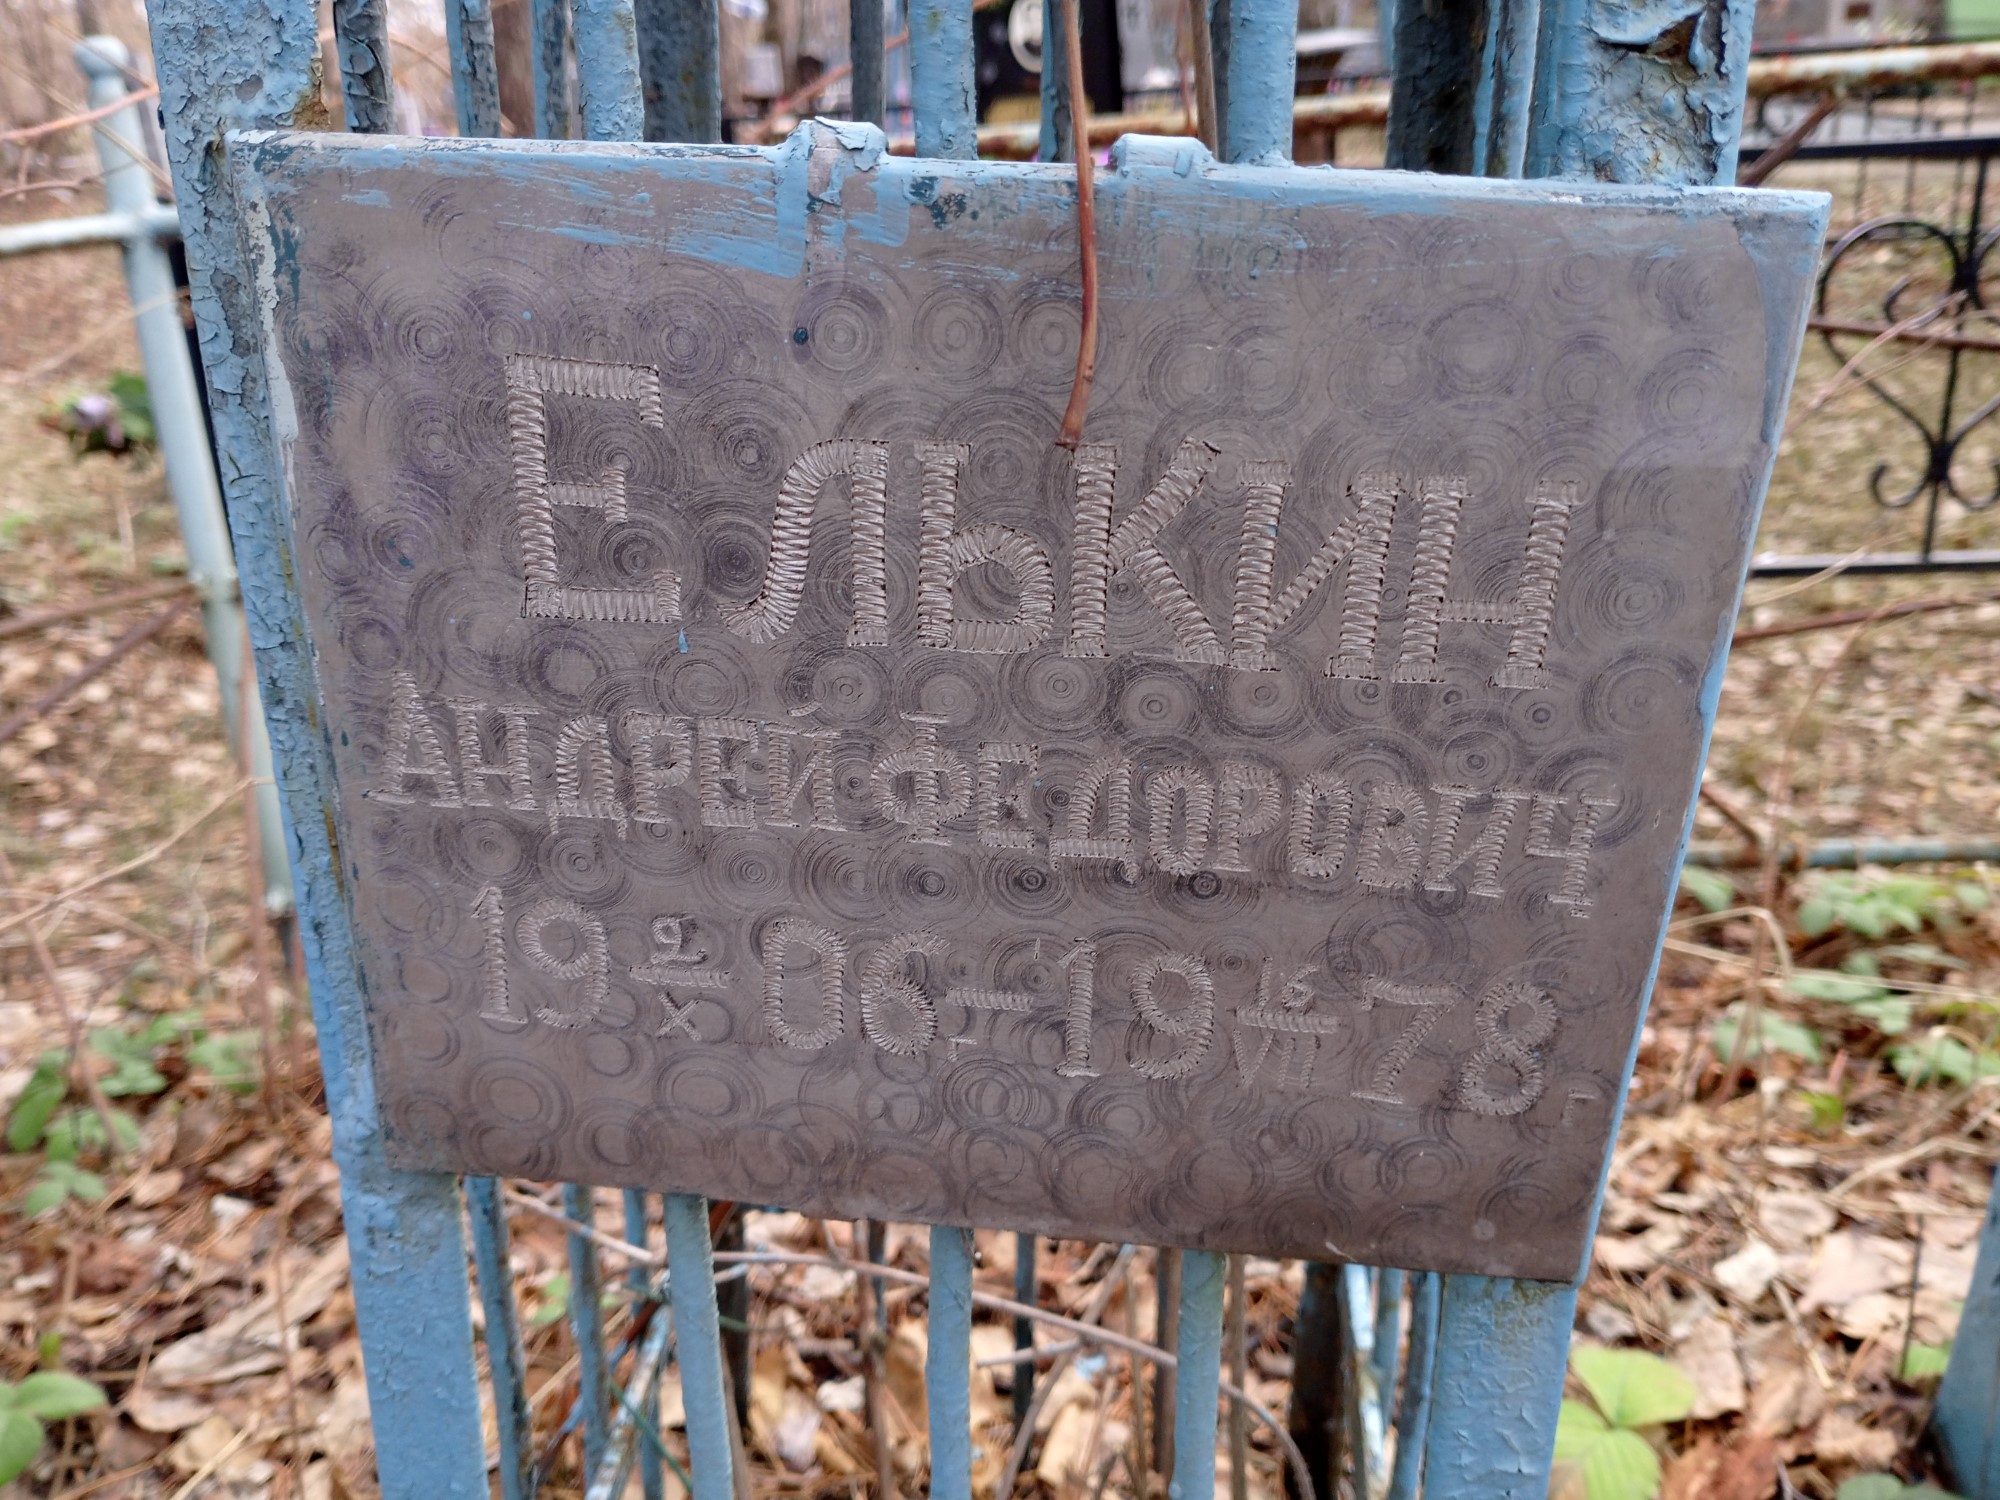 Елькин
Андрей Федорович
19 2/X 06 г – 19 16/VII 78 г